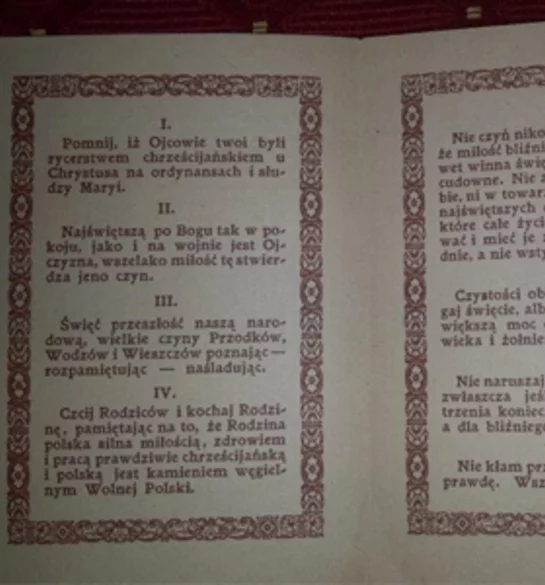 I.
Pomnij, iż Ojcowie twoi byli
rycerstwem chrześcijańskiem u
Chrystusa na ordynansach i słu-
dzy Maryi.
II.
Najświętszą po Bogu tak w po-
koju, jako i na wojnie jest Oj-
czyzna, wszelako miłość tę stwier-
dza jeno czyn.
III.
Święć przeszłość naszą naro-
dową, wielkie czyny Przodków,
Wodzów i Wieszczów poznając—
rozpamiętując — naśladując.
IV.
Czcij Rodziców i kochaj Rodzi-
nę, pamiętając na to, że Rodzina
polska silna miłością, zdrowiem
i pracą prawdziwie chrześcijańską
i polską jest kamieniem węgiel-
nym Wolnej Polski.
Nie czyń niko
że miłość bliźni
wet winna świę
cudowne. Nie z
bie, ni w towarz
najświętszych
które całe życi
wać i mieć je
dnie, a nie wsty
Czystości ob
gaj święcie, alb
większą moc
wieka i żołnie
Nie naruszaj
zwłaszcza jeś
trzenia koniec
a dla bliźniego
Nie kłam prz
prawdę. Wsz